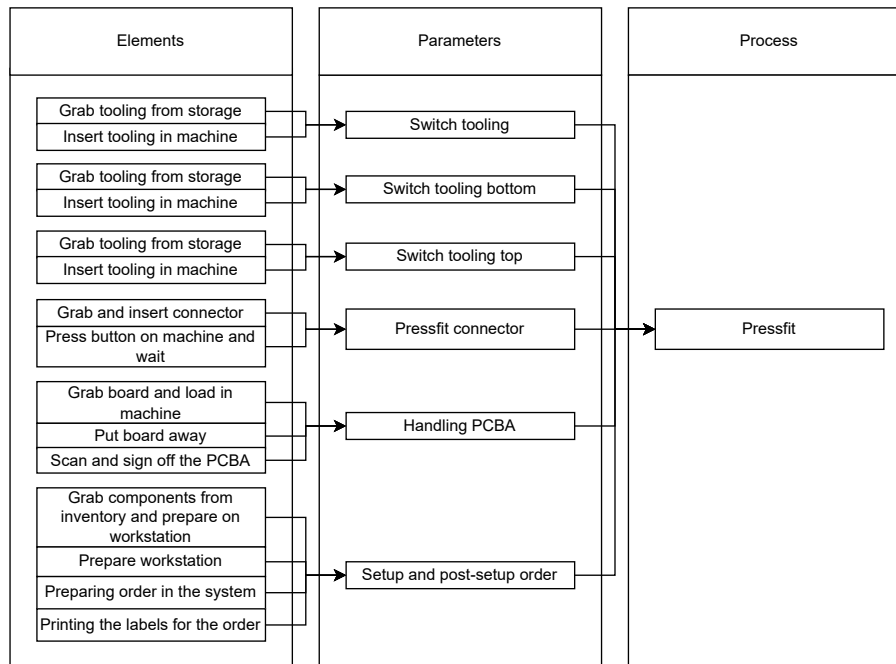 Elements
Parameters
Process
Grab tooling from storage
Insert tooling in machine
Switch tooling
Grab tooling from storage
Insert tooling in machine
Switch tooling bottom
Grab tooling from storage
Insert tooling in machine
Switch tooling top
Grab and insert connector
Press button on machine and
wait
Pressfit connector
Pressfit
Grab board and load in
machine
Put board away
Scan and sign off the PCBA
Handling PCBA
Grab components from
inventory and prepare on
workstation
Prepare workstation
Preparing order in the system
Printing the labels for the order
Setup and post-setup order